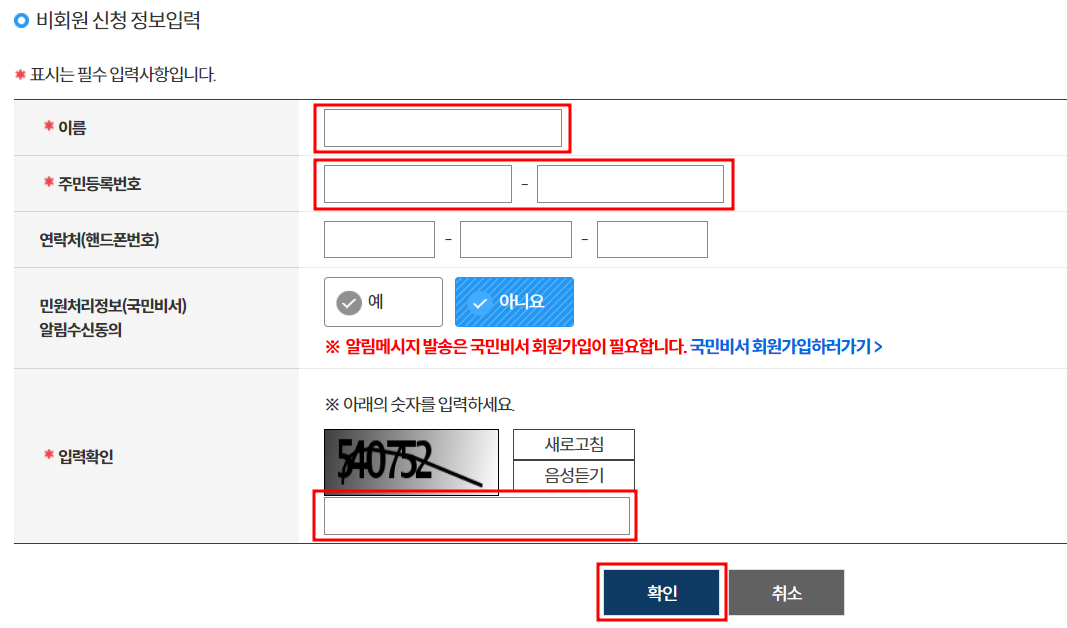 비회원 신청 정보입력
* 표시는 필수 입력사항입니다.
* 이름
* 주민등록번호
-
연락처(핸드폰번호)
- -
민원처리정보(국민비서)
알림수신동의
예 아니요
※ 알림메시지 발송은 국민비서 회원가입이 필요합니다. 국민비서 회원가입하러가기 >
* 입력확인
※ 아래의 숫자를 입력하세요.
540752
새로고침
음성듣기
확인 취소